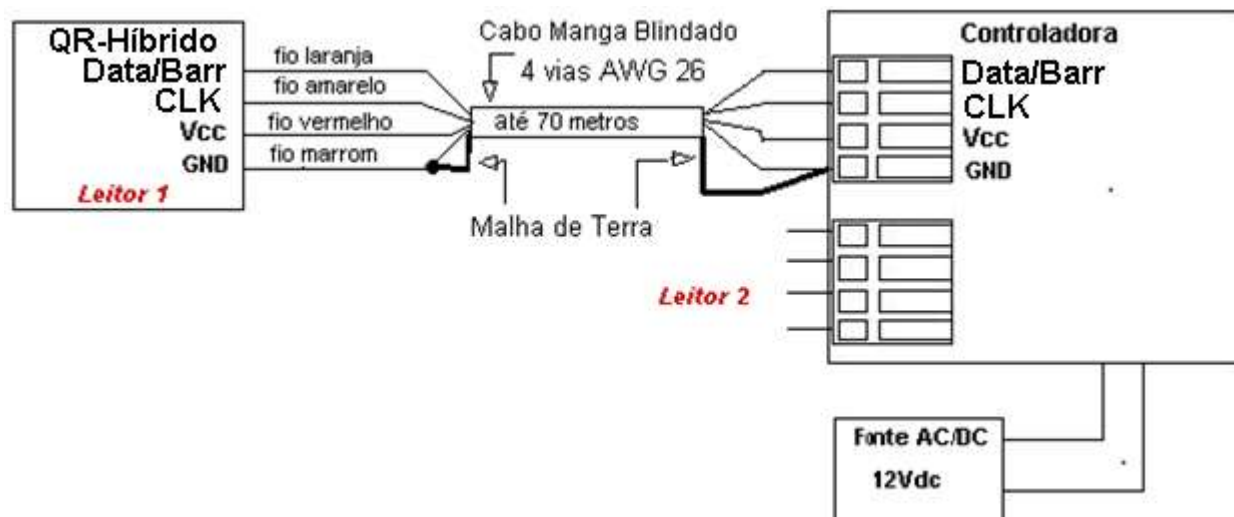 QR-Híbrido
Data/Barr
CLK
Vcc
GND
Leitor 1
fio laranja
fio amarelo
fio vermelho
fio marrom
Cabo Manga Blindado
4 vias AWG 26
até 70 metros
Malha de Terra
Controladora
Data/Barr
CLK
Vcc
GND
Leitor 2
Fonte AC/DC
12Vdc